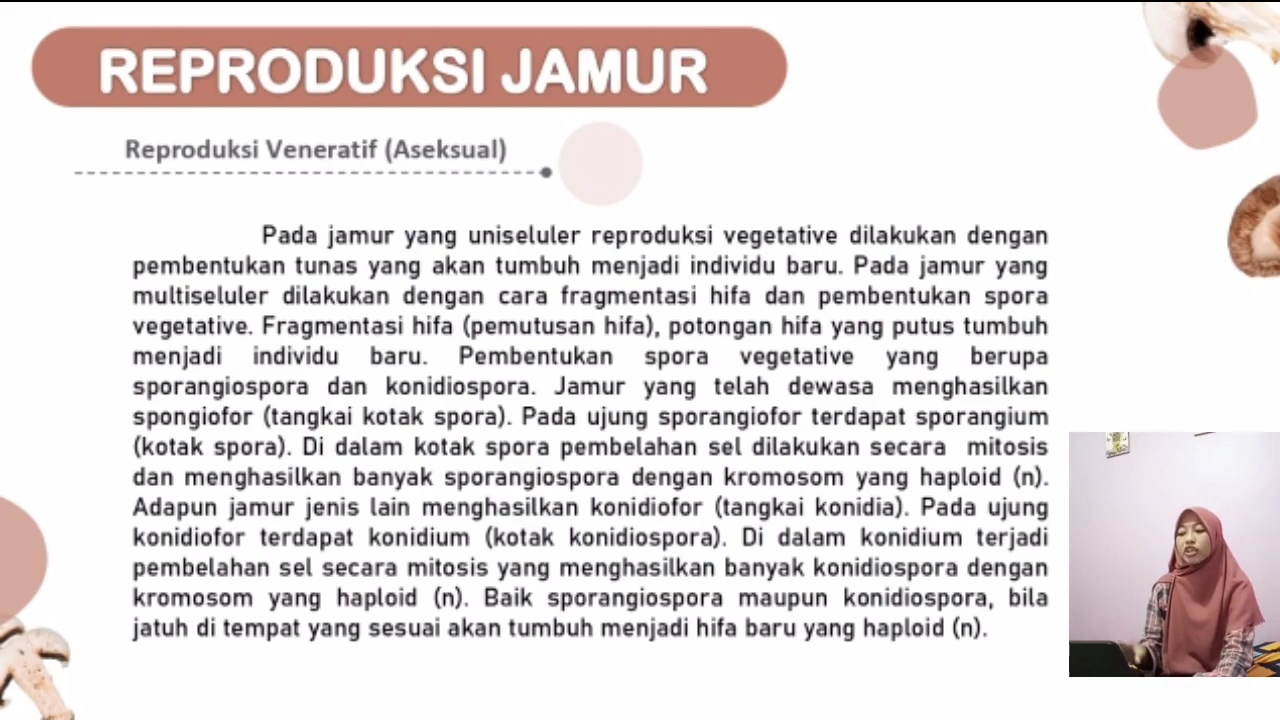 REPRODUKSI JAMUR
Reproduksi Veneratif (Aseksual)
Pada jamur yang uniseluler reproduksi vegetative dilakukan dengan
pembentukan tunas yang akan tumbuh menjadi individu baru. Pada jamur yang
multiseluler dilakukan dengan cara fragmentasi hifa dan pembentukan spora
vegetative. Fragmentasi hifa (pemutusan hifa), potongan hifa yang putus tumbuh
menjadi individu baru. Pembentukan spora vegetative yang berupa
sporangiospora dan konidiospora. Jamur yang telah dewasa menghasilkan
spongiofor (tangkai kotak spora). Pada ujung sporangiofor terdapat sporangium
(kotak spora). Di dalam kotak spora pembelahan sel dilakukan secara mitosis
dan menghasilkan banyak sporangiospora dengan kromosom yang haploid (n).
Adapun jamur jenis lain menghasilkan konidiofor (tangkai konidia). Pada ujung
konidiofor terdapat konidium (kotak konidiospora). Di dalam konidium terjadi
pembelahan sel secara mitosis yang menghasilkan banyak konidiospora dengan
kromosom yang haploid (n). Baik sporangiospora maupun konidiospora, bila
jatuh di tempat yang sesuai akan tumbuh menjadi hifa baru yang haploid (n).